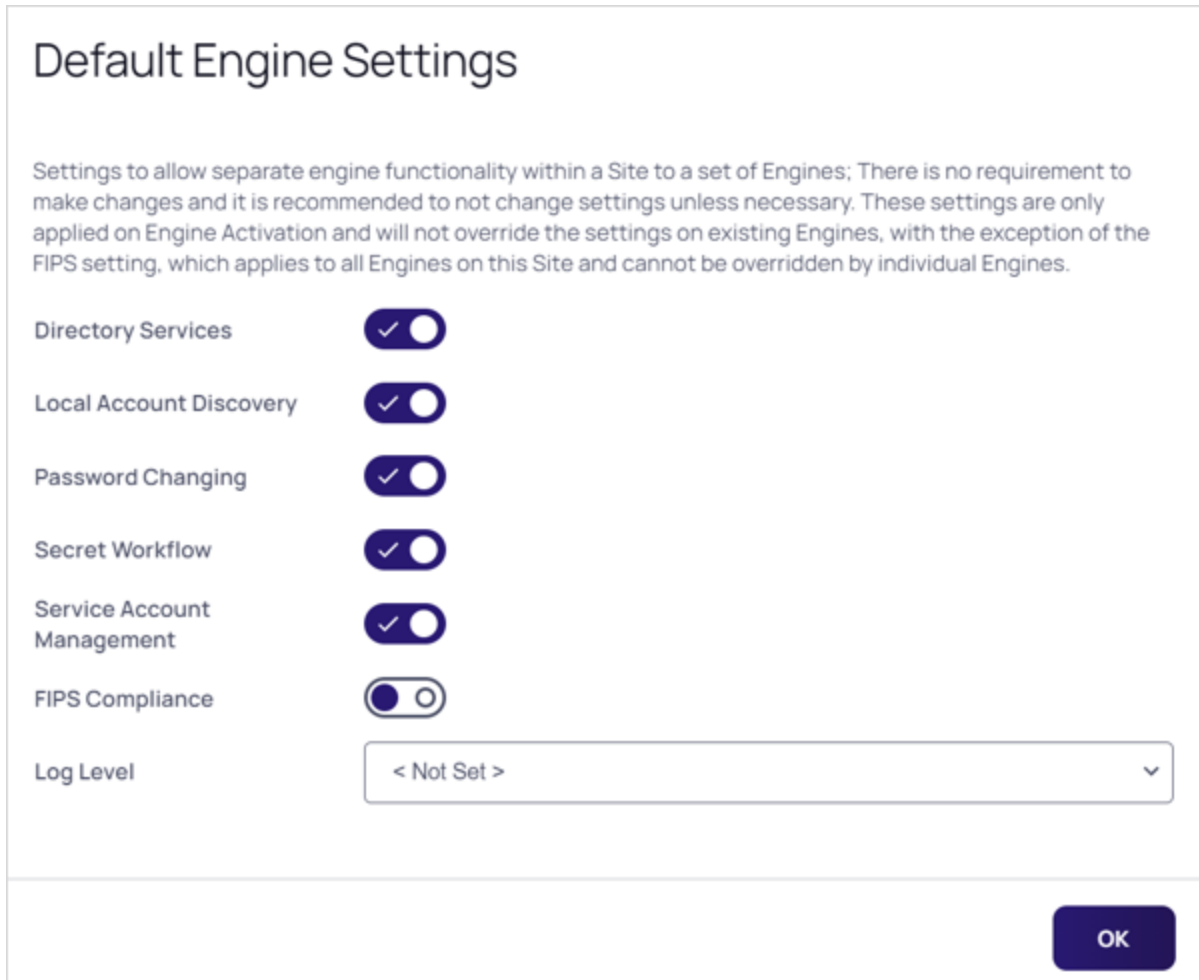 Default Engine Settings
Settings to allow separate engine functionality within a Site to a set of Engines; There is no requirement to
make changes and it is recommended to not change settings unless necessary. These settings are only
applied on Engine Activation and will not override the settings on existing Engines, with the exception of the
FIPS setting, which applies to all Engines on this Site and cannot be overridden by individual Engines.
Directory Services
Local Account Discovery
Password Changing
Secret Workflow
Service Account
Management
FIPS Compliance
Log Level
< Not Set >
OK